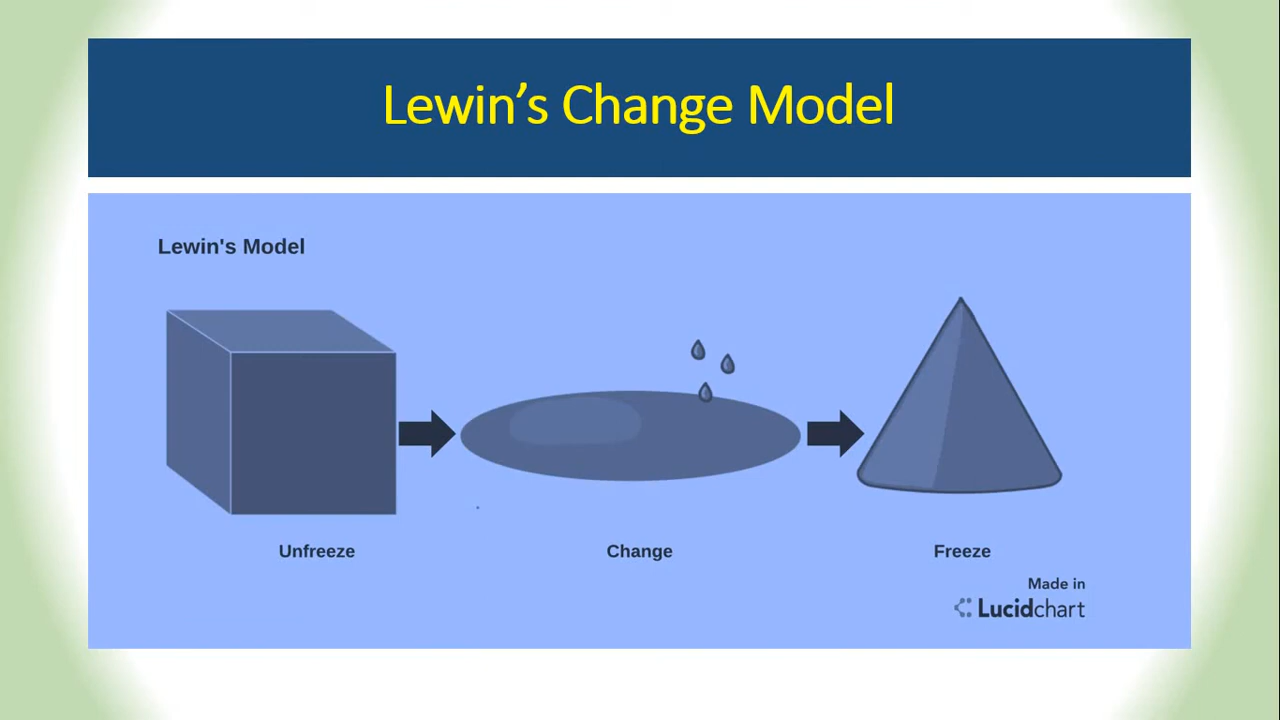 Lewin’s Change Model
Lewin's Model
Unfreeze
Change
Freeze
Made in
Lucidchart